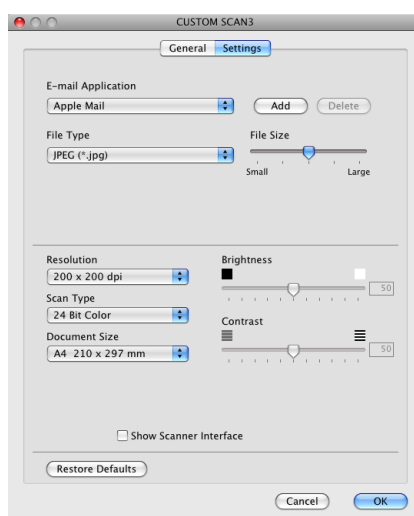 CUSTOM SCAN3
General Settings
E-mail Application
Apple Mail Add Delete
File Type File Size
JPEG (*.jpg)
Small Large
Resolution Brightness
200 x 200 dpi
50
Scan Type
24 Bit Color
Contrast
Document Size
A4 210 x 297 mm
50
Show Scanner Interface
Restore Defaults
Cancel OK